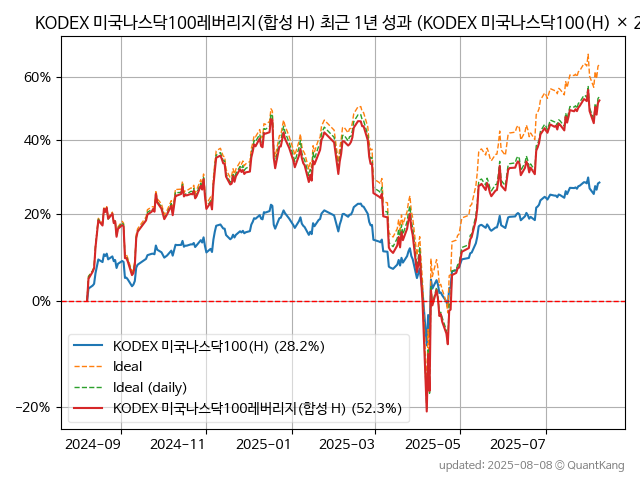 KODEX 미국나스닥100레버리지(합성 H) 최근 1년 성과 (KODEX 미국나스닥100(H) × 2
60%
40%
20%
0%
−20%
KODEX 미국나스닥100(H) (28.2%)
Ideal
Ideal (daily)
KODEX 미국나스닥100레버리지(합성 H) (52.3%)
2024-09 2024-11 2025-01 2025-03 2025-05 2025-07
updated: 2025-08-08 © QuantKang